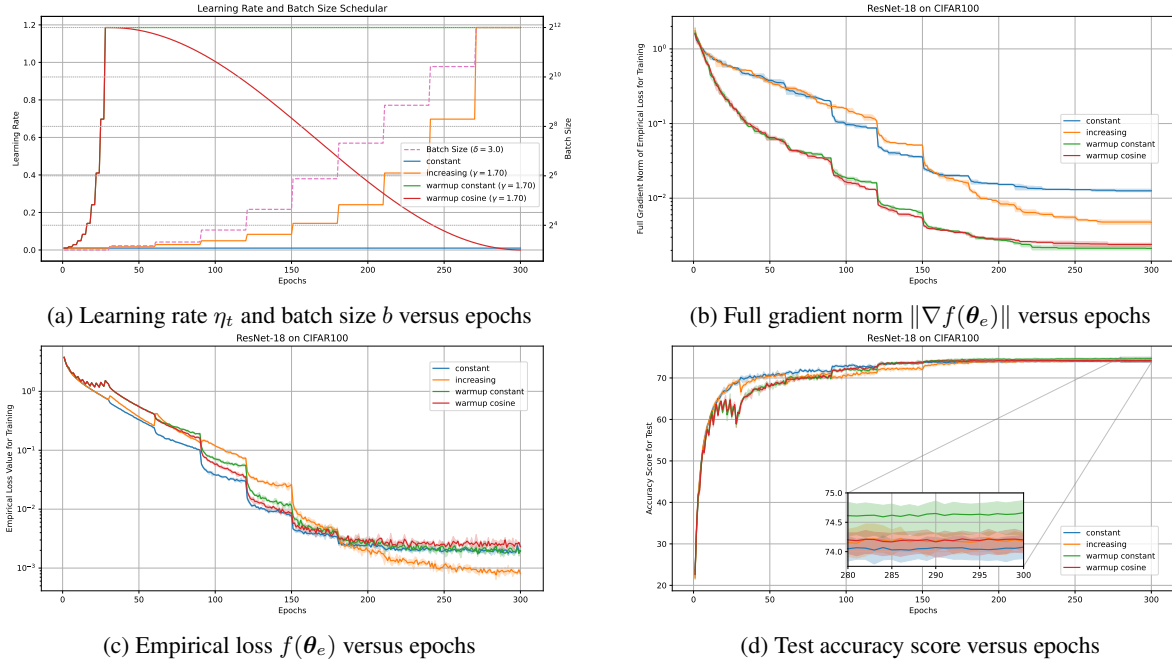 Learning Rate and Batch Size Schedular
Learning Rate
1.2
1.0
0.8
0.6
0.4
0.2
0.0
2^12
2^10
2^8
2^6
2^4
Batch Size
Batch Size (δ = 3.0)
constant
increasing (γ = 1.70)
warmup constant (γ = 1.70)
warmup cosine (γ = 1.70)
0 50 100 150 200 250 300
Epochs
(a) Learning rate η_t and batch size b versus epochs
ResNet-18 on CIFAR100
Full Gradient Norm of Empirical Loss for Training
10^0
10^−1
10^−2
constant
increasing
warmup constant
warmup cosine
0 50 100 150 200 250 300
Epochs
(b) Full gradient norm ‖∇f(θ_e)‖ versus epochs
ResNet-18 on CIFAR100
Empirical Loss Value for Training
10^0
10^−1
10^−2
10^−3
constant
increasing
warmup constant
warmup cosine
0 50 100 150 200 250 300
Epochs
(c) Empirical loss f(θ_e) versus epochs
ResNet-18 on CIFAR100
Accuracy Score for Test
70
60
50
40
30
20
75.0
74.5
74.0
280 285 290 295 300
constant
increasing
warmup constant
warmup cosine
0 50 100 150 200 250 300
Epochs
(d) Test accuracy score versus epochs